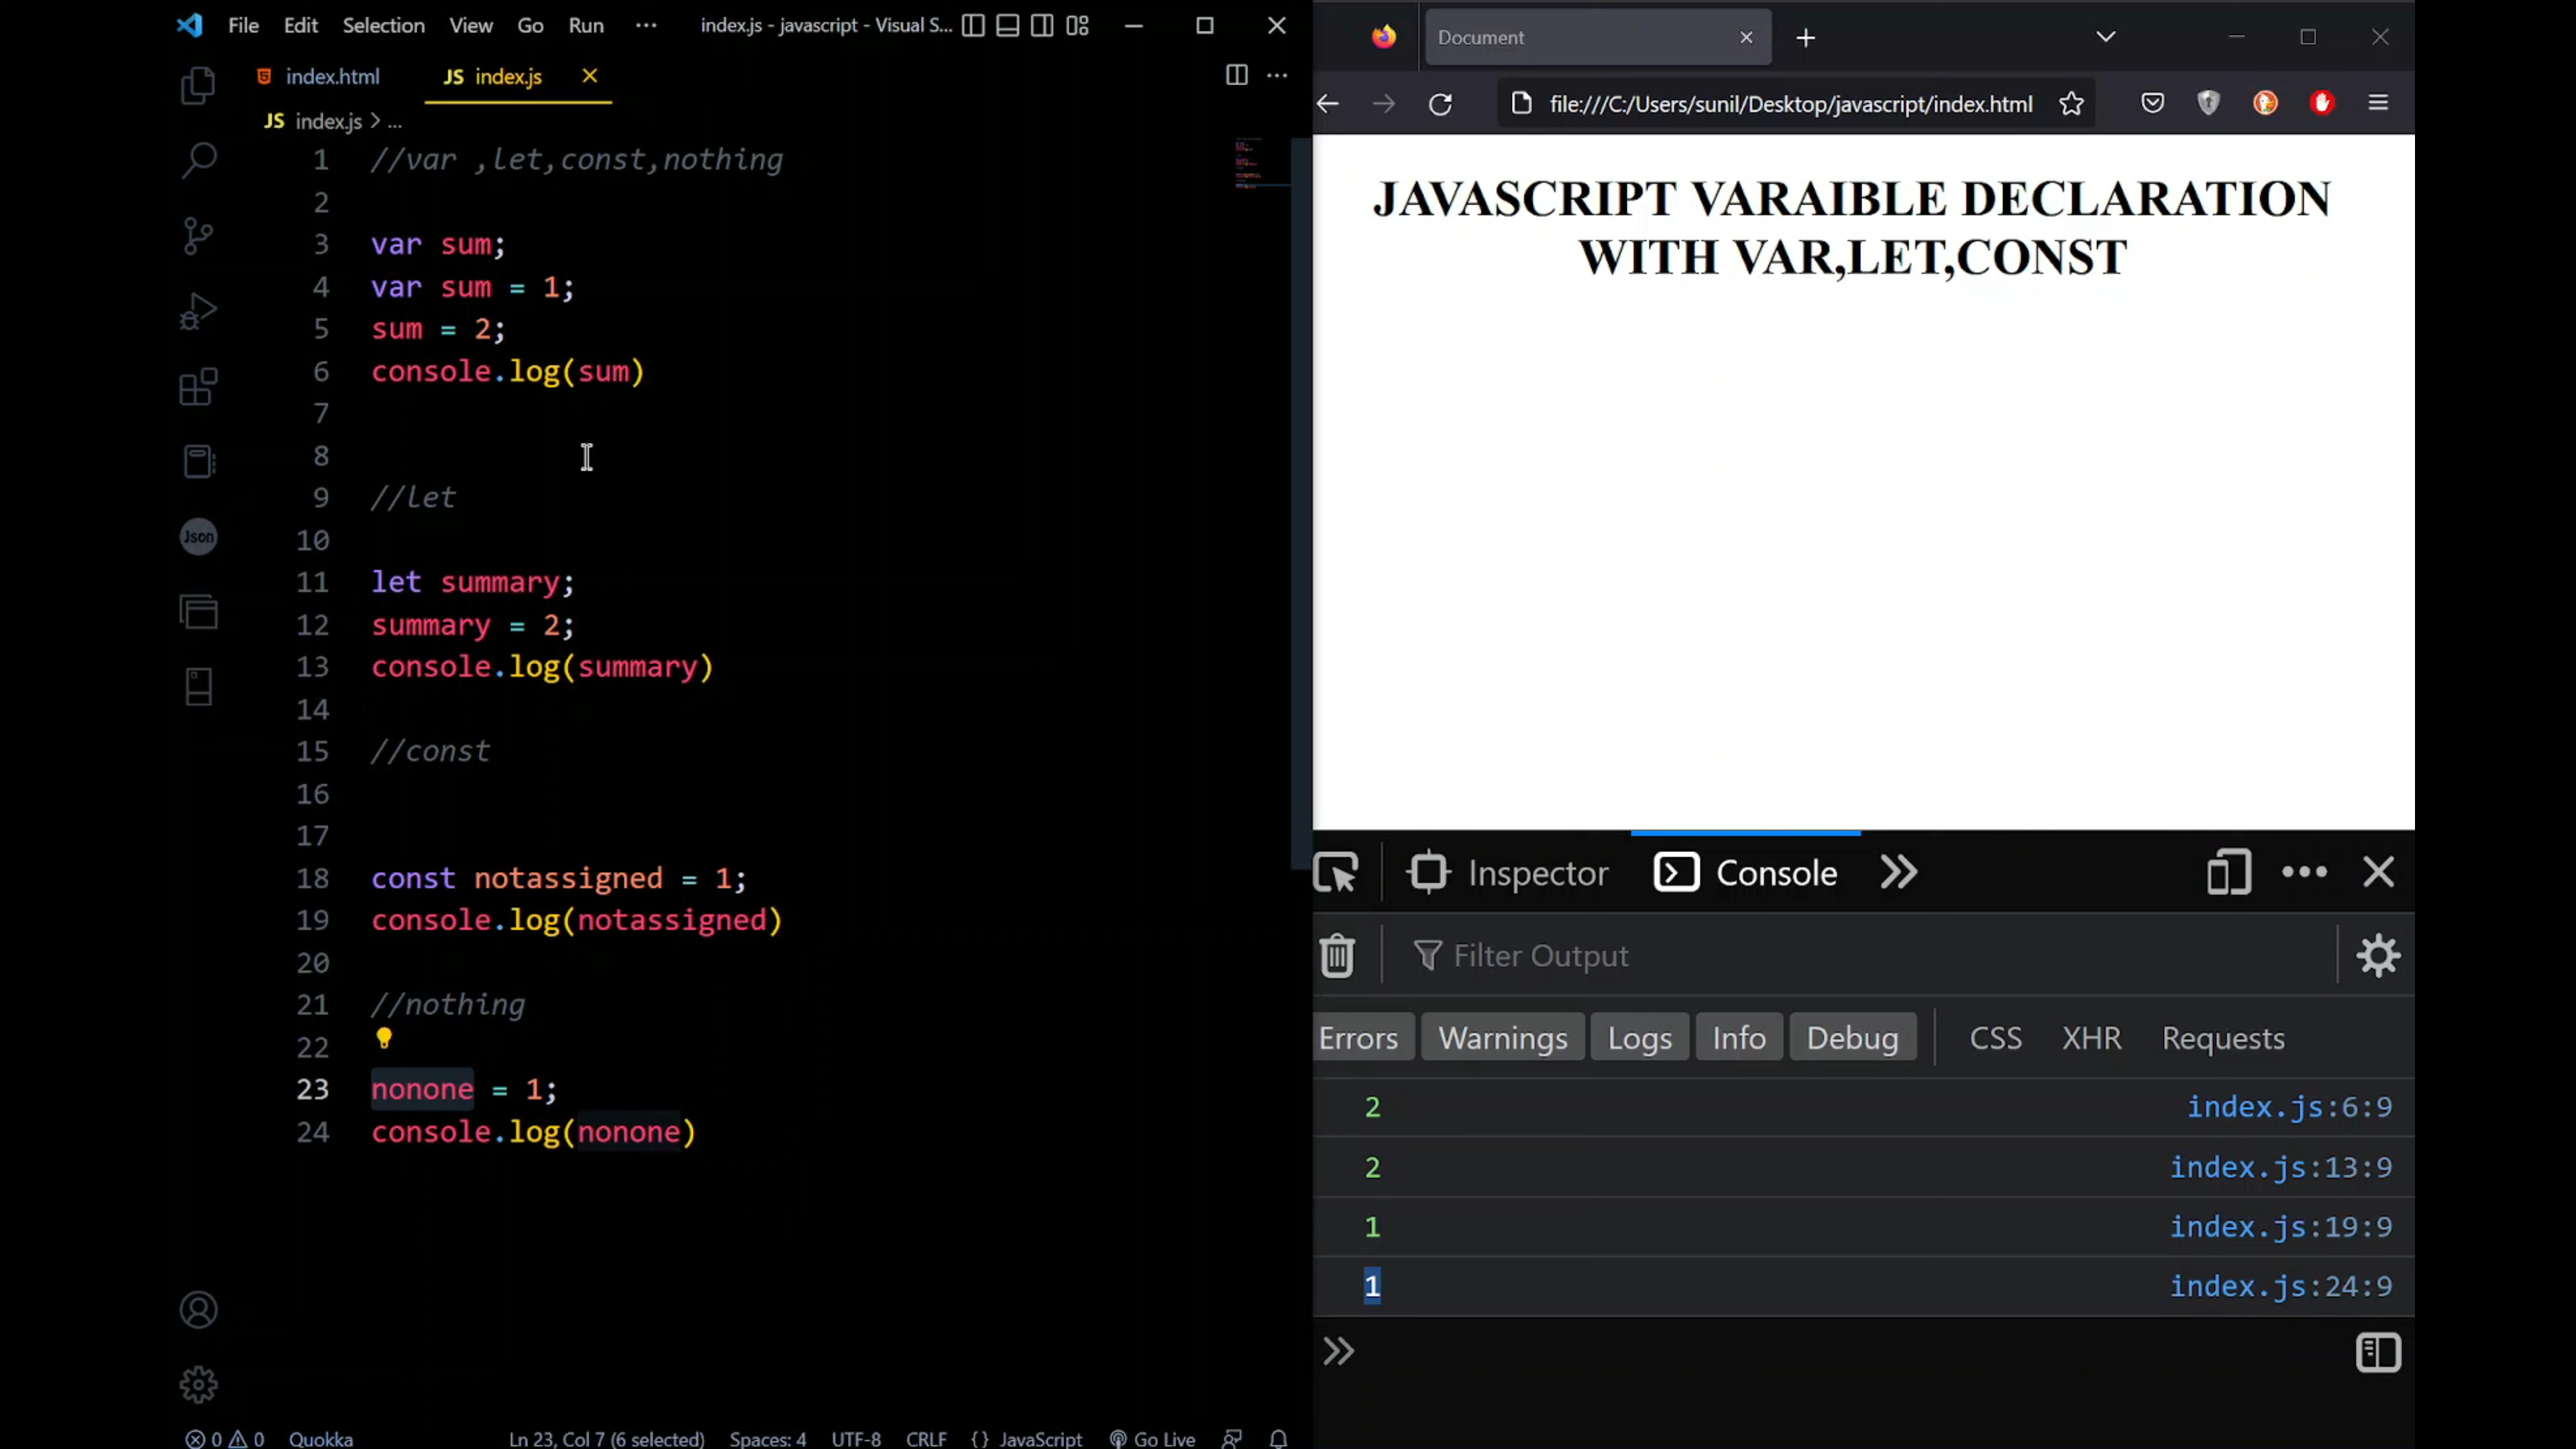 File Edit Selection View Go Run ··· index.js - javascript - Visual S...
index.html JS index.js
JS index.js > ...
1 //var ,let,const,nothing
2
3 var sum;
4 var sum = 1;
5 sum = 2;
6 console.log(sum)
7
8
9 //let
10
11 let summary;
12 summary = 2;
13 console.log(summary)
14
15 //const
16
17
18 const notassigned = 1;
19 console.log(notassigned)
20
21 //nothing
22
23 nonone = 1;
24 console.log(nonone)
Json
0 0 Quokka Ln 23, Col 7 (6 selected) Spaces: 4 UTF-8 CRLF {} JavaScript Go Live
Document
file:///C:/Users/sunil/Desktop/javascript/index.html
JAVASCRIPT VARAIBLE DECLARATION
WITH VAR,LET,CONST
Inspector Console
Filter Output
Errors Warnings Logs Info Debug CSS XHR Requests
2 index.js:6:9
2 index.js:13:9
1 index.js:19:9
1 index.js:24:9